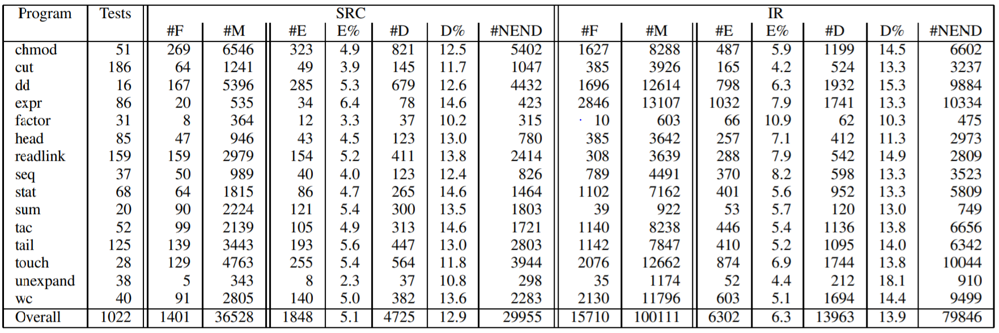 Program Tests SRC IR
#F #M #E E% #D D% #NEND #F #M #E E% #D D% #NEND
chmod 51 269 6546 323 4.9 821 12.5 5402 1627 8288 487 5.9 1199 14.5 6602
cut 186 64 1241 49 3.9 145 11.7 1047 385 3926 165 4.2 524 13.3 3237
dd 16 167 5396 285 5.3 679 12.6 4432 1696 12614 798 6.3 1932 15.3 9884
expr 86 20 535 34 6.4 78 14.6 423 2846 13107 1032 7.9 1741 13.3 10334
factor 31 8 364 12 3.3 37 10.2 315 10 603 66 10.9 62 10.3 475
head 85 47 946 43 4.5 123 13.0 780 385 3642 257 7.1 412 11.3 2973
readlink 159 159 2979 154 5.2 411 13.8 2414 308 3639 288 7.9 542 14.9 2809
seq 37 50 989 40 4.0 123 12.4 826 789 4491 370 8.2 598 13.3 3523
stat 68 64 1815 86 4.7 265 14.6 1464 1102 7162 401 5.6 952 13.3 5809
sum 20 90 2224 121 5.4 300 13.5 1803 39 922 53 5.7 120 13.0 749
tac 52 99 2139 105 4.9 313 14.6 1721 1140 8238 446 5.4 1136 13.8 6656
tail 125 139 3443 193 5.6 447 13.0 2803 1142 7847 410 5.2 1095 14.0 6342
touch 28 129 4763 255 5.4 564 11.8 3944 2076 12662 874 6.9 1744 13.8 10044
unexpand 38 5 343 8 2.3 37 10.8 298 35 1174 52 4.4 212 18.1 910
wc 40 91 2805 140 5.0 382 13.6 2283 2130 11796 603 5.1 1694 14.4 9499
Overall 1022 1401 36528 1848 5.1 4725 12.9 29955 15710 100111 6302 6.3 13963 13.9 79846